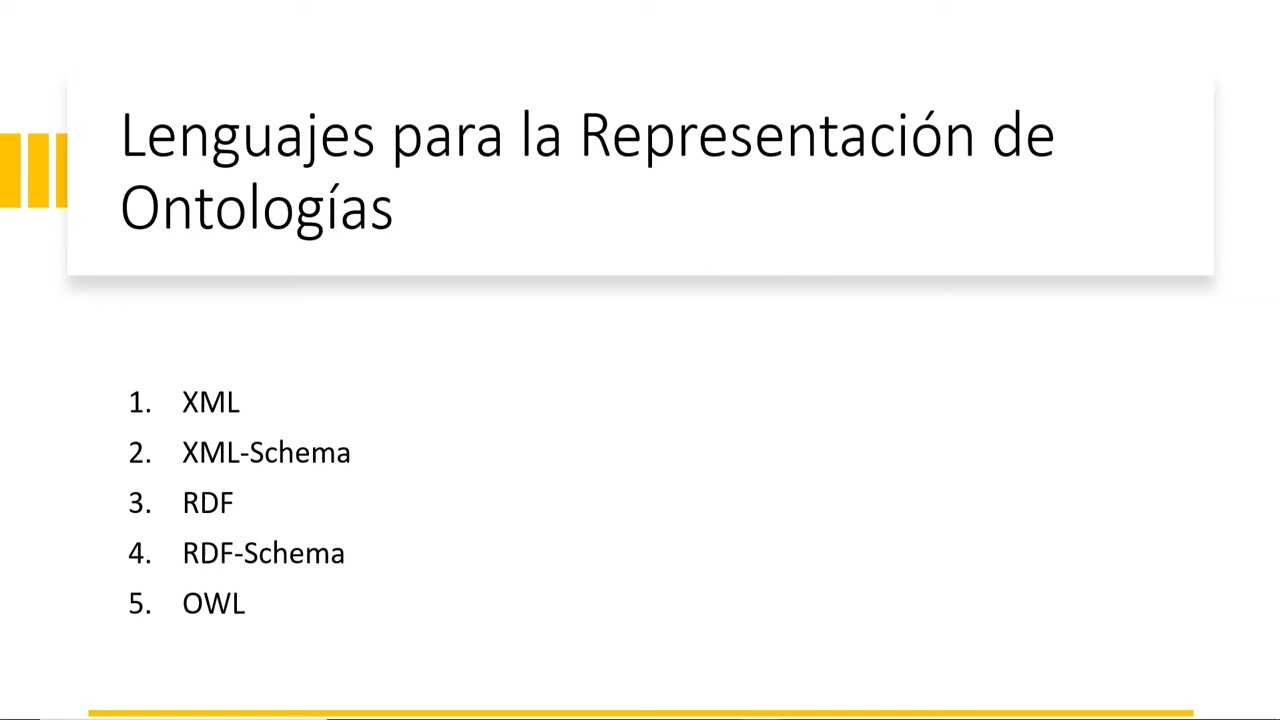 Lenguajes para la Representación de
Ontologías
1. XML
2. XML-Schema
3. RDF
4. RDF-Schema
5. OWL